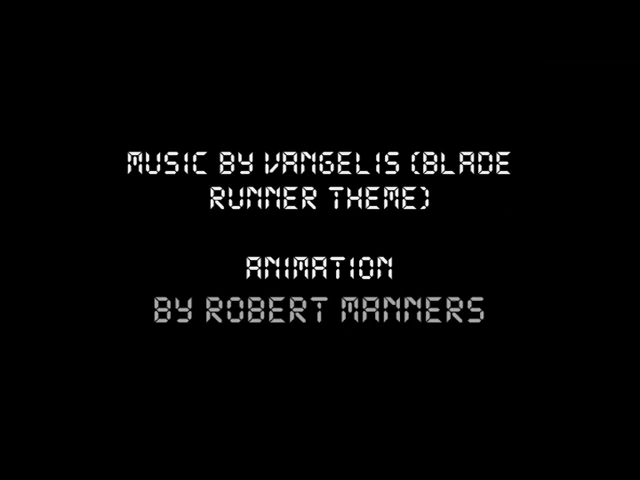 MUSIC BY VANGELIS (BLADE
RUNNER THEME)
ANIMATION
BY ROBERT MANNERS